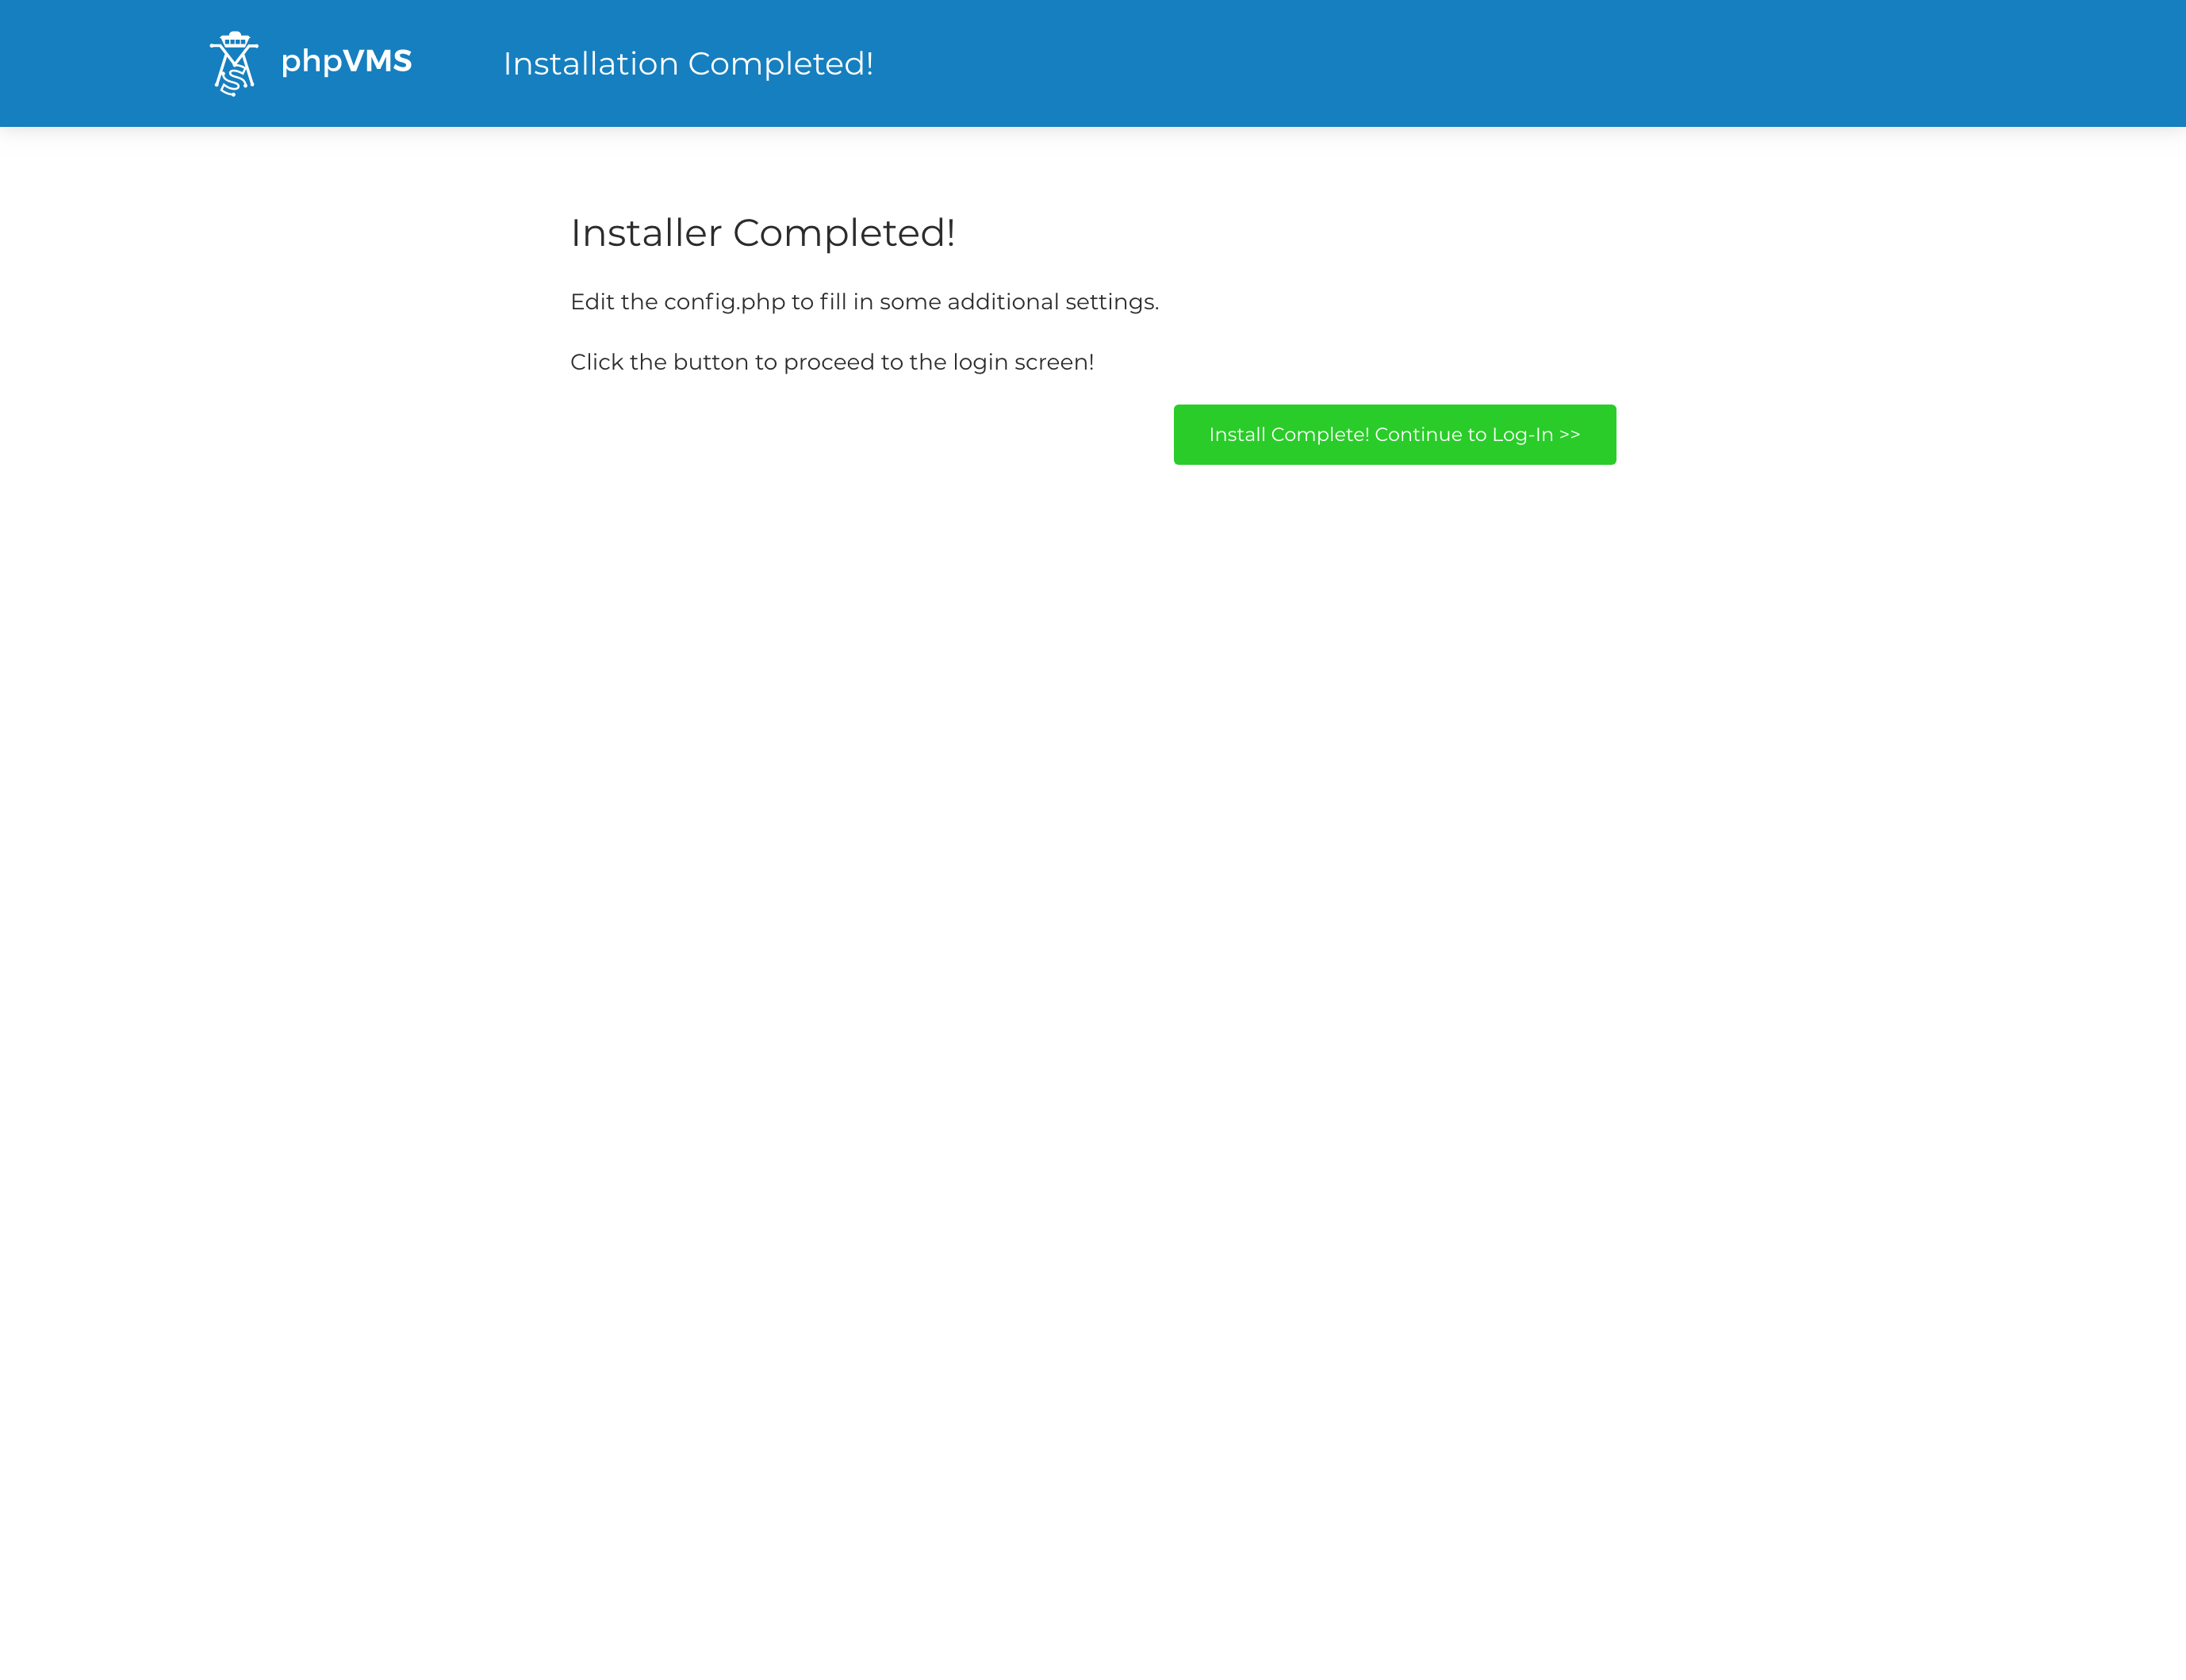 phpVMS
Installation Completed!
Installer Completed!
Edit the config.php to fill in some additional settings.
Click the button to proceed to the login screen!
Install Complete! Continue to Log-In >>